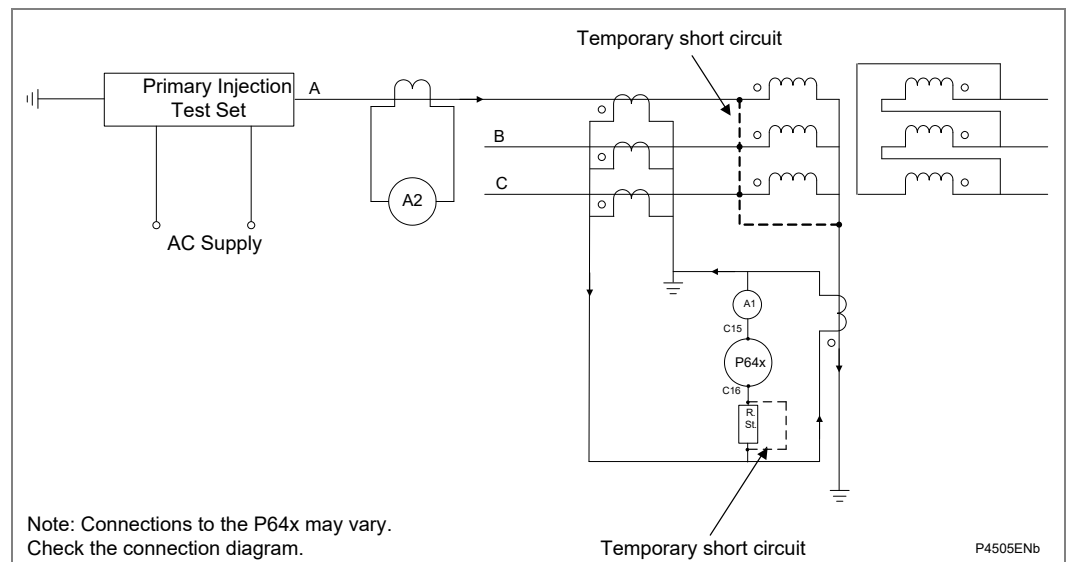 Temporary short circuit
Primary Injection
Test Set
A
B
A2
C
AC Supply
A1
C15
P64x
C16
R.
St.
Note: Connections to the P64x may vary.
Check the connection diagram.
Temporary short circuit
P4505ENb